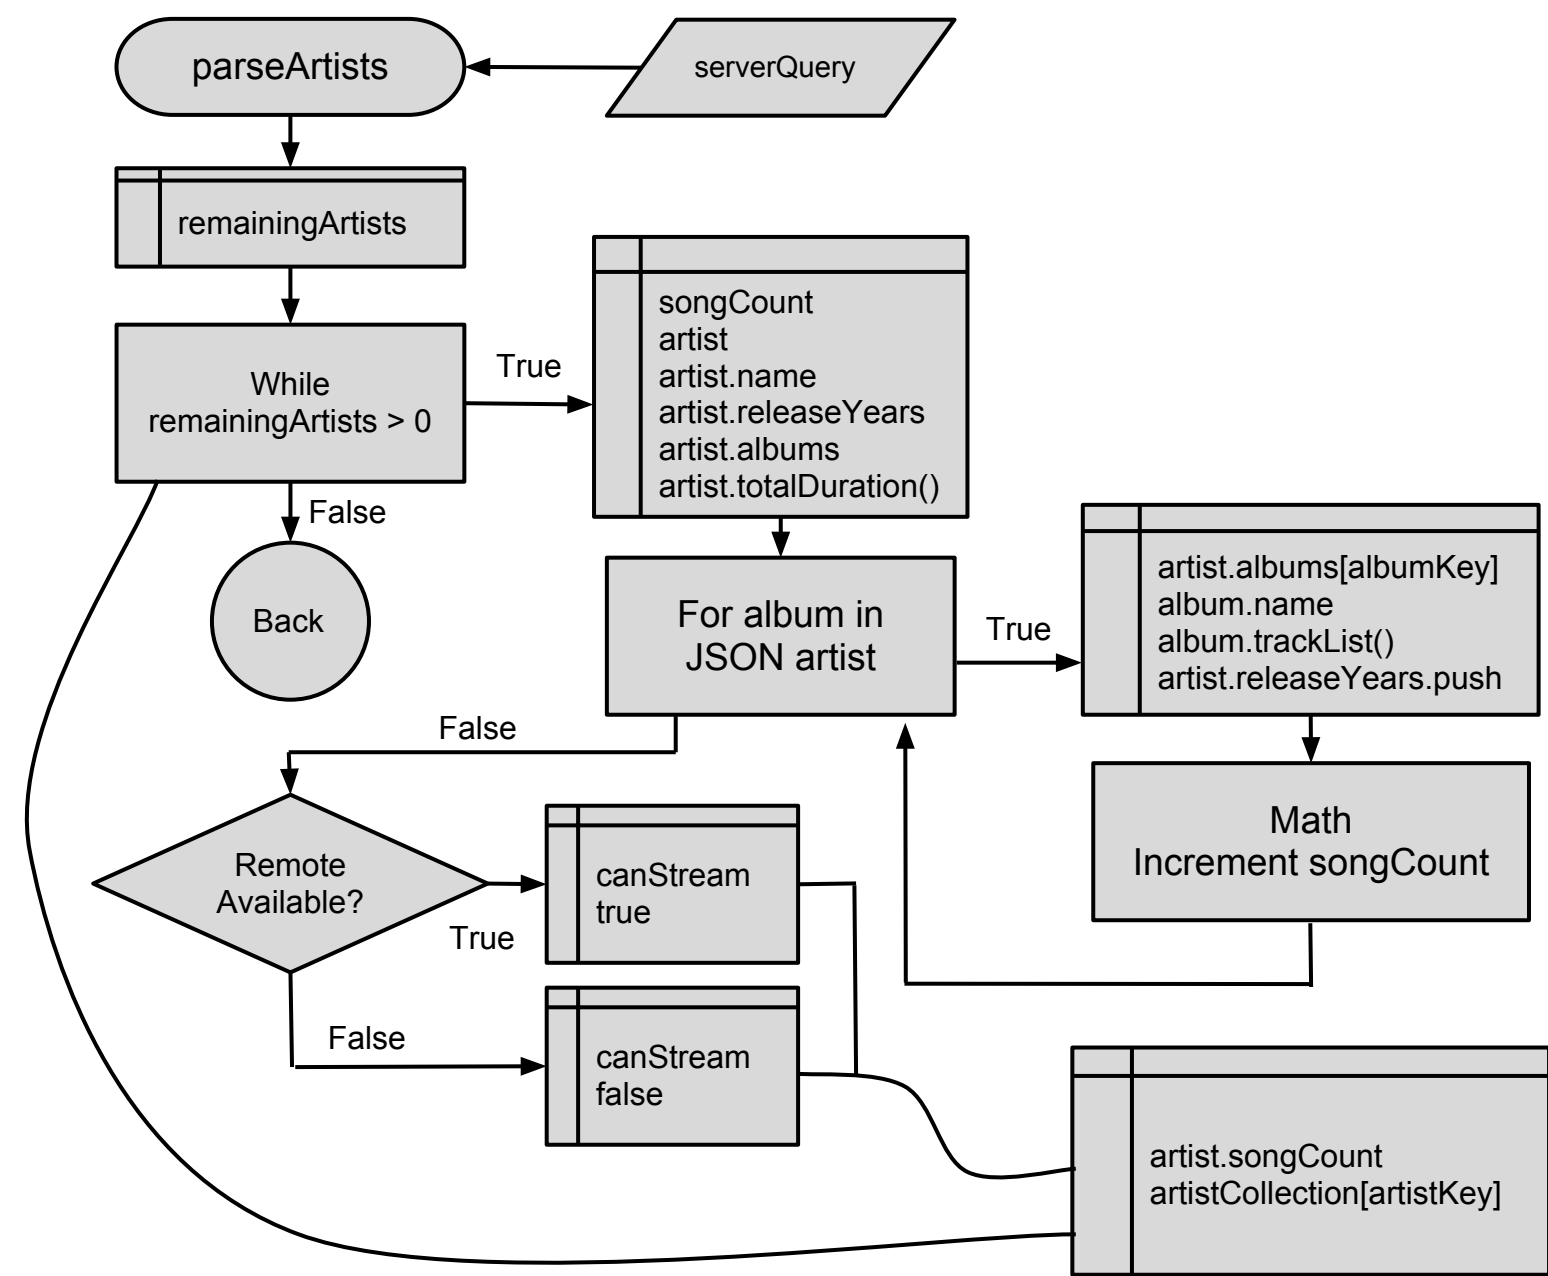 parseArtists
serverQuery
remainingArtists
While
remainingArtists > 0
True
songCount
artist
artist.name
artist.releaseYears
artist.albums
artist.totalDuration()
False
Back
For album in
JSON artist
True
artist.albums[albumKey]
album.name
album.trackList()
artist.releaseYears.push
False
Math
Increment songCount
Remote
Available?
True
canStream
true
False
canStream
false
artist.songCount
artistCollection[artistKey]